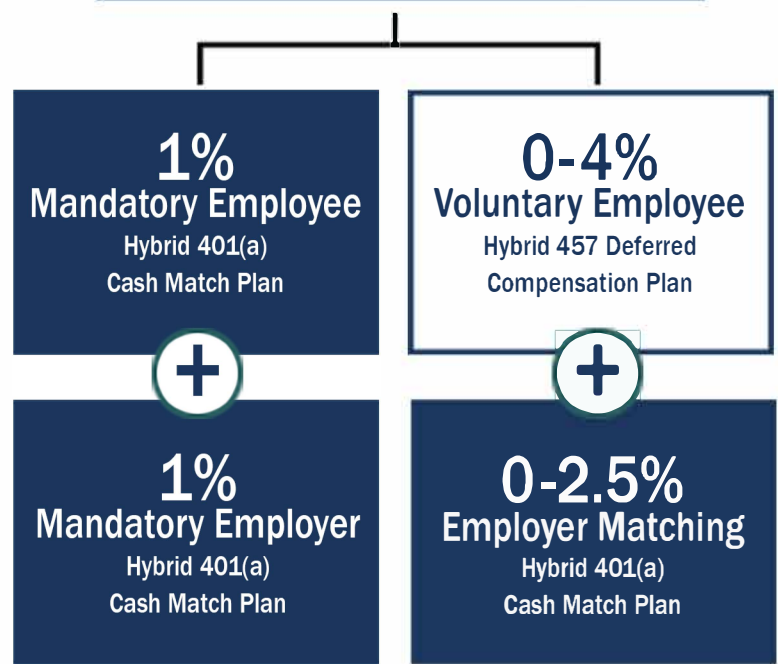 1%
Mandatory Employee
Hybrid 401(a)
Cash Match Plan
+
1%
Mandatory Employer
Hybrid 401(a)
Cash Match Plan
0-4%
Voluntary Employee
Hybrid 457 Deferred
Compensation Plan
+
0-2.5%
Employer Matching
Hybrid 401(a)
Cash Match Plan